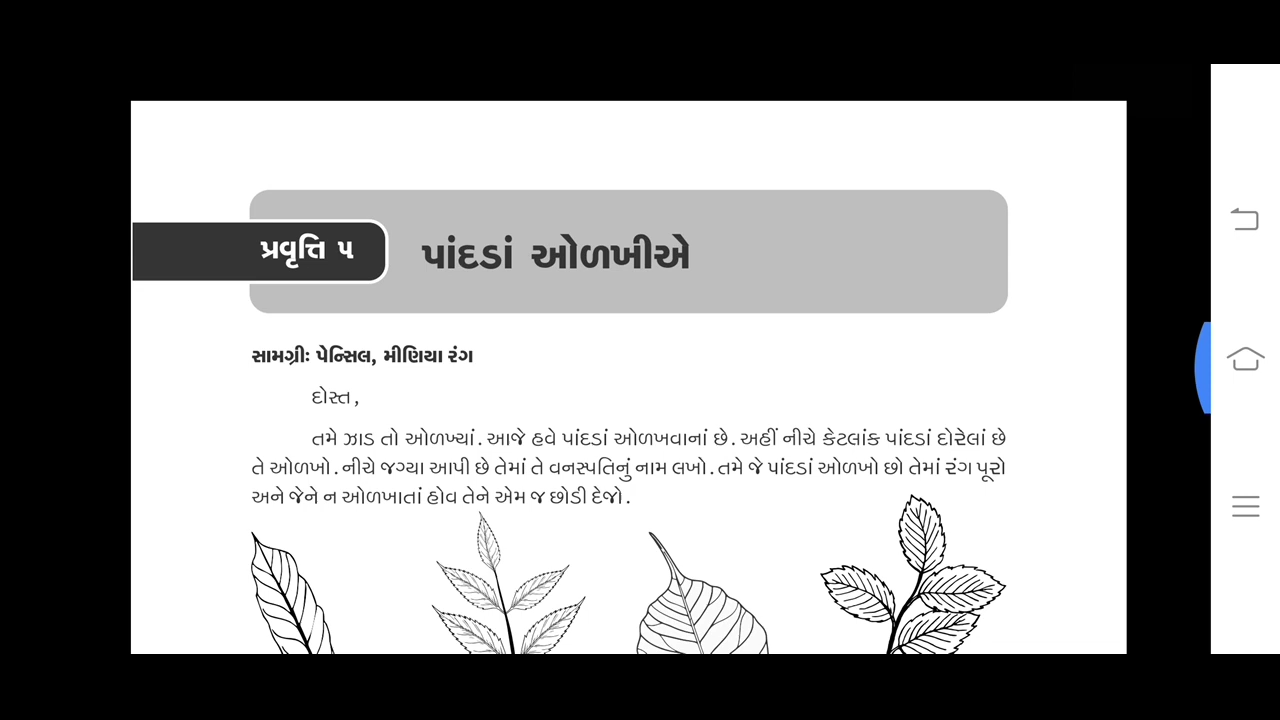 પ્રવૃત્તિ ૫
પાંદડાં ઓળખીએ
સામગ્રીઃ પેન્સિલ, મીણિયા રંગ
દોસ્ત,
તમે ઝાડ તો ઓળખ્યાં. આજે હવે પાંદડાં ઓળખવાનાં છે. અહીં નીચે કેટલાંક પાંદડાં દોરેલાં છે
તે ઓળખો. નીચે જગ્યા આપી છે તેમાં તે વનસ્પતિનું નામ લખો. તમે જે પાંદડાં ઓળખો છો તેમાં રંગ પૂરો
અને જેને ન ઓળખાતાં હોવ તેને એમ જ છોડી દેજો.